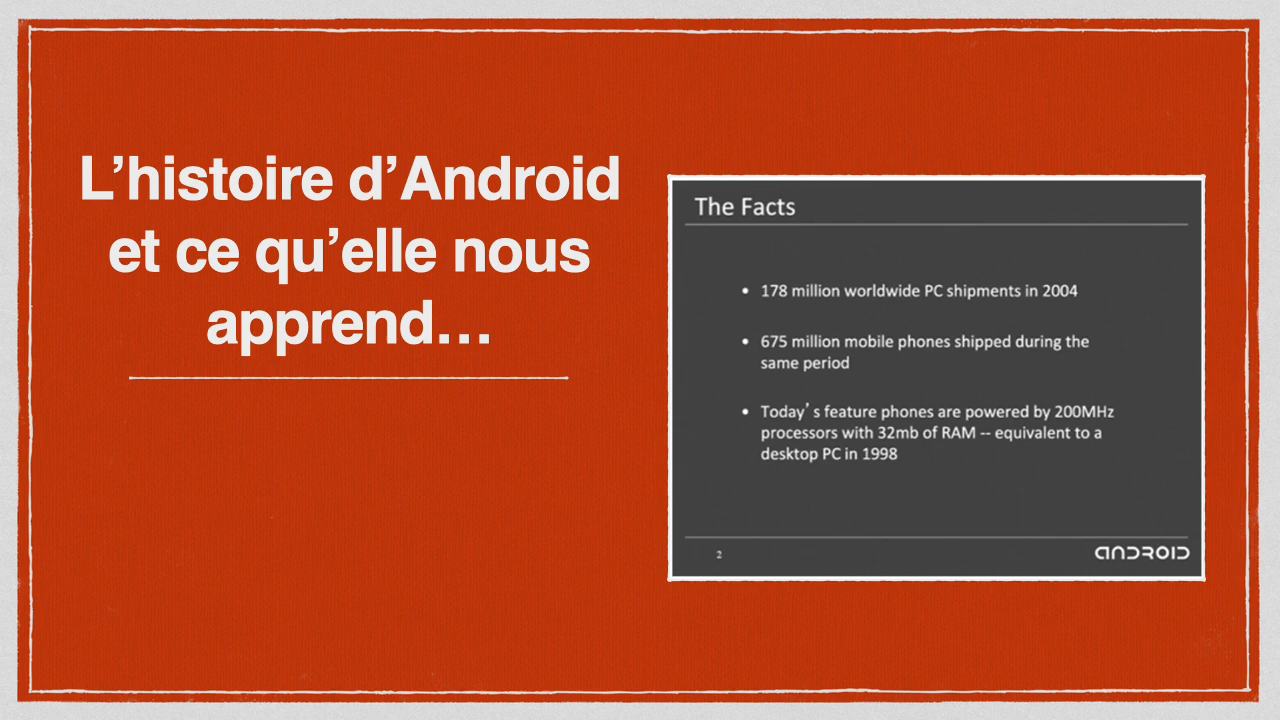 L’histoire d’Android
et ce qu’elle nous
apprend…
The Facts
• 178 million worldwide PC shipments in 2004
• 675 million mobile phones shipped during the
same period
• Today’s feature phones are powered by 200MHz
processors with 32mb of RAM -- equivalent to a
desktop PC in 1998
2
ANDROID